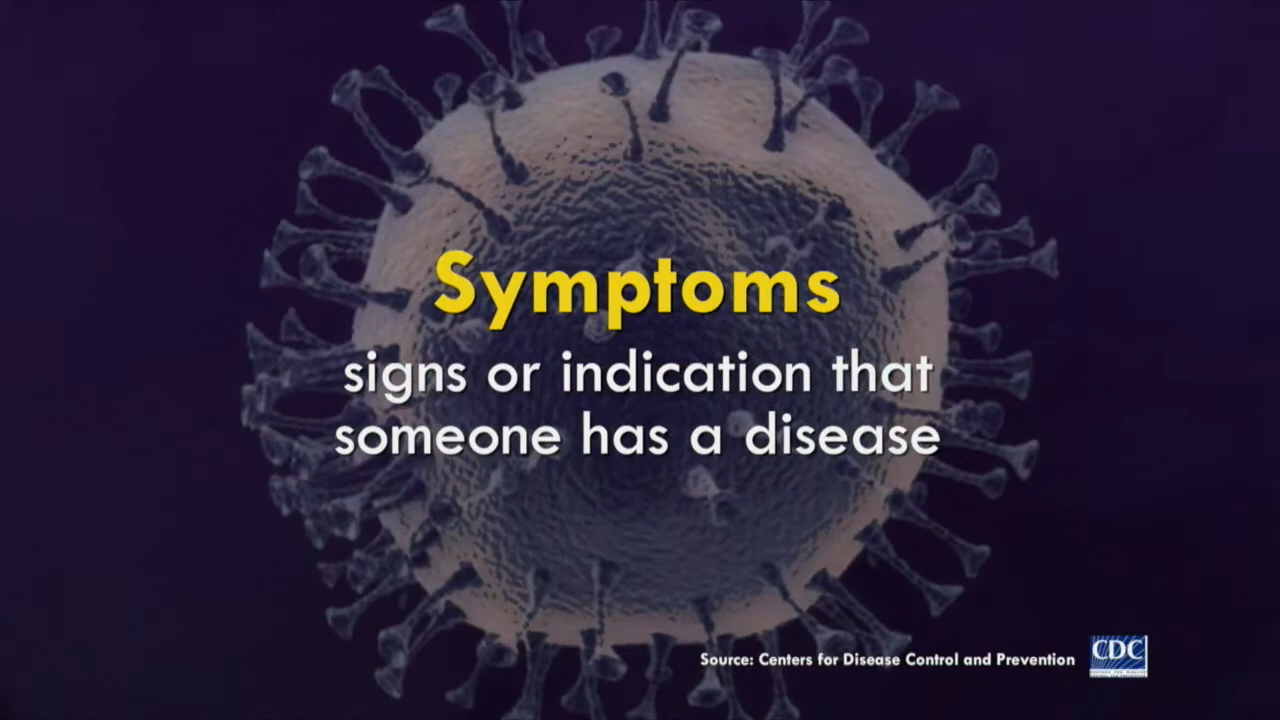 Symptoms
signs or indication that
someone has a disease
Source: Centers for Disease Control and Prevention
CDC